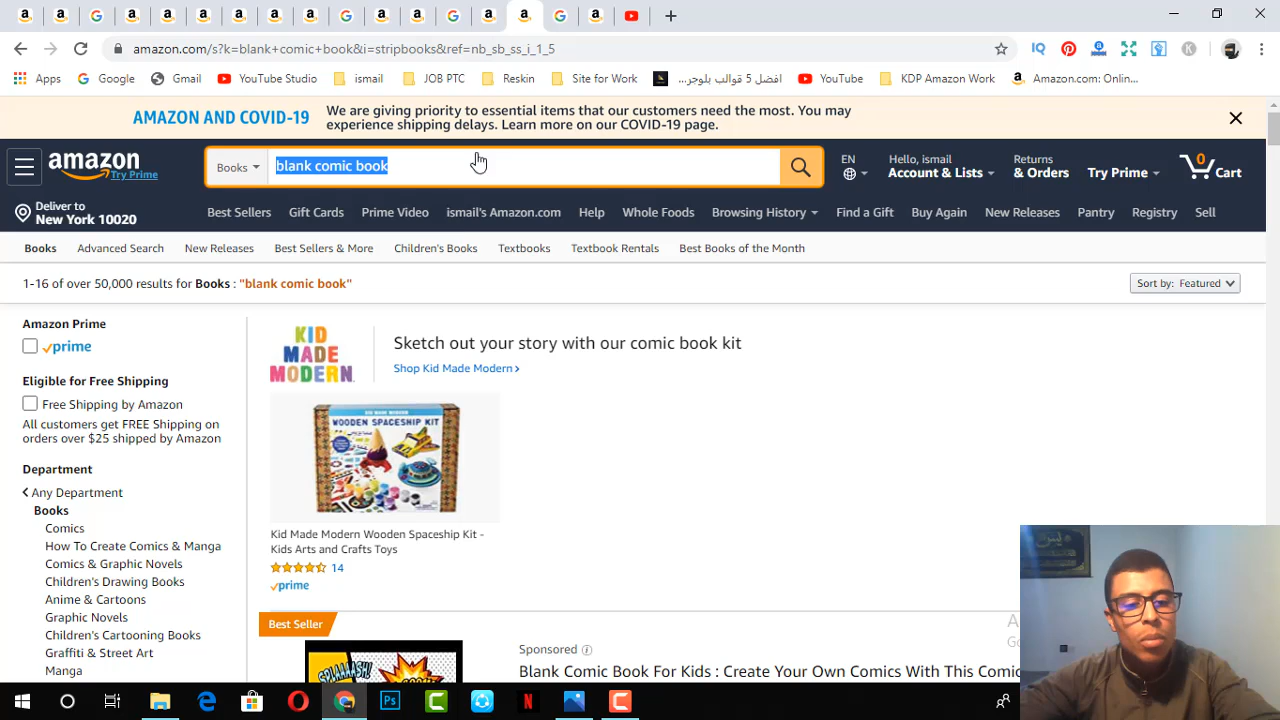 amazon.com/s?k=blank+comic+book&i=stripbooks&ref=nb_sb_ss_i_1_5
Apps
Google
Gmail
YouTube Studio
ismail
JOB PTC
Reskin
Site for Work
افضل 5 قوالب بلوجر...
YouTube
KDP Amazon Work
Amazon.com: Onlin...
AMAZON AND COVID-19
We are giving priority to essential items that our customers need the most. You may
experience shipping delays. Learn more on our COVID-19 page.
amazon
Try Prime
Books
blank comic book
EN
Hello, ismail
Account & Lists
Returns
& Orders
Try Prime
0
Cart
Deliver to
New York 10020
Best Sellers
Gift Cards
Prime Video
ismail's Amazon.com
Help
Whole Foods
Browsing History
Find a Gift
Buy Again
New Releases
Pantry
Registry
Sell
Books
Advanced Search
New Releases
Best Sellers & More
Children's Books
Textbooks
Textbook Rentals
Best Books of the Month
1-16 of over 50,000 results for Books : "blank comic book"
Sort by: Featured
Amazon Prime
prime
Eligible for Free Shipping
Free Shipping by Amazon
All customers get FREE Shipping on
orders over $25 shipped by Amazon
Department
Any Department
Books
Comics
How To Create Comics & Manga
Comics & Graphic Novels
Children's Drawing Books
Anime & Cartoons
Graphic Novels
Children's Cartooning Books
Graffiti & Street Art
Manga
KID
MADE
MODERN
Sketch out your story with our comic book kit
Shop Kid Made Modern
KID MADE MODERN
WOODEN SPACESHIP KIT
Kid Made Modern Wooden Spaceship Kit -
Kids Arts and Crafts Toys
14
prime
Best Seller
SPLAAAASH!
Sponsored
Blank Comic Book For Kids : Create Your Own Comics With This Comi